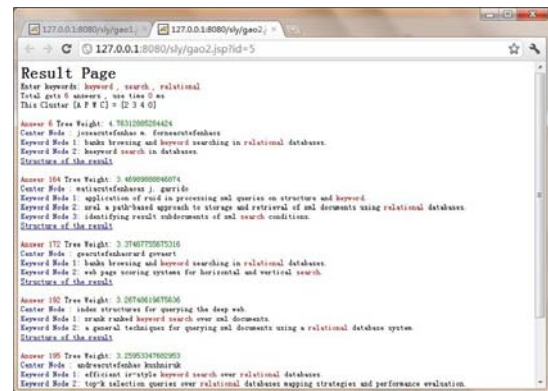 127.0.0.1:8080/sly/gao1.j
127.0.0.1:8080/sly/gao2.j
127.0.0.1:8080/sly/gao2.jsp?id=5
Result Page
Enter keywords: keyword , search , relational
Total gets 6 answers , use time 0 ms
This Cluster [A P W C] = [2 3 4 0]
Answer 6 Tree Weight: 4.76312885284424
Center Node : joseacutefenhao m. forneacutefenhaos
Keyword Node 1: banks browsing and keyword searching in relational databases.
Keyword Node 2: keyword search in databases.
Structure of the result
Answer 164 Tree Weight:
Center Node : matiacutefenhaeas j. garrido
Keyword Node 1: application of ruid in processing xml queries on structure and keyword.
Keyword Node 2: xrel a path-based approach to storage and retrieval of xml documents using relational databases.
Keyword Node 3: identifying result subdocuments of xml search conditions.
Structure of the result
Answer 172 Tree Weight: 3.37467755675316
Center Node : geacutefenhaorard govaert
Keyword Node 1: banks browsing and keyword searching in relational databases.
Keyword Node 2: web page scoring systems for horizontal and vertical search.
Structure of the result
Answer 192 Tree Weight: 3.26748619675636
Center Node : index structures for querying the deep web.
Keyword Node 1: xrank ranked keyword search over xml documents.
Keyword Node 2: a general techniques for querying xml documents using a relational database system.
Structure of the result
Answer 195 Tree Weight: 3.25953347682953
Center Node : andreacutefenhao kushniruk
Keyword Node 1: efficient ir-style keyword search over relational databases.
Keyword Node 2: top-k selection queries over relational databases mapping strategies and performance evaluation.